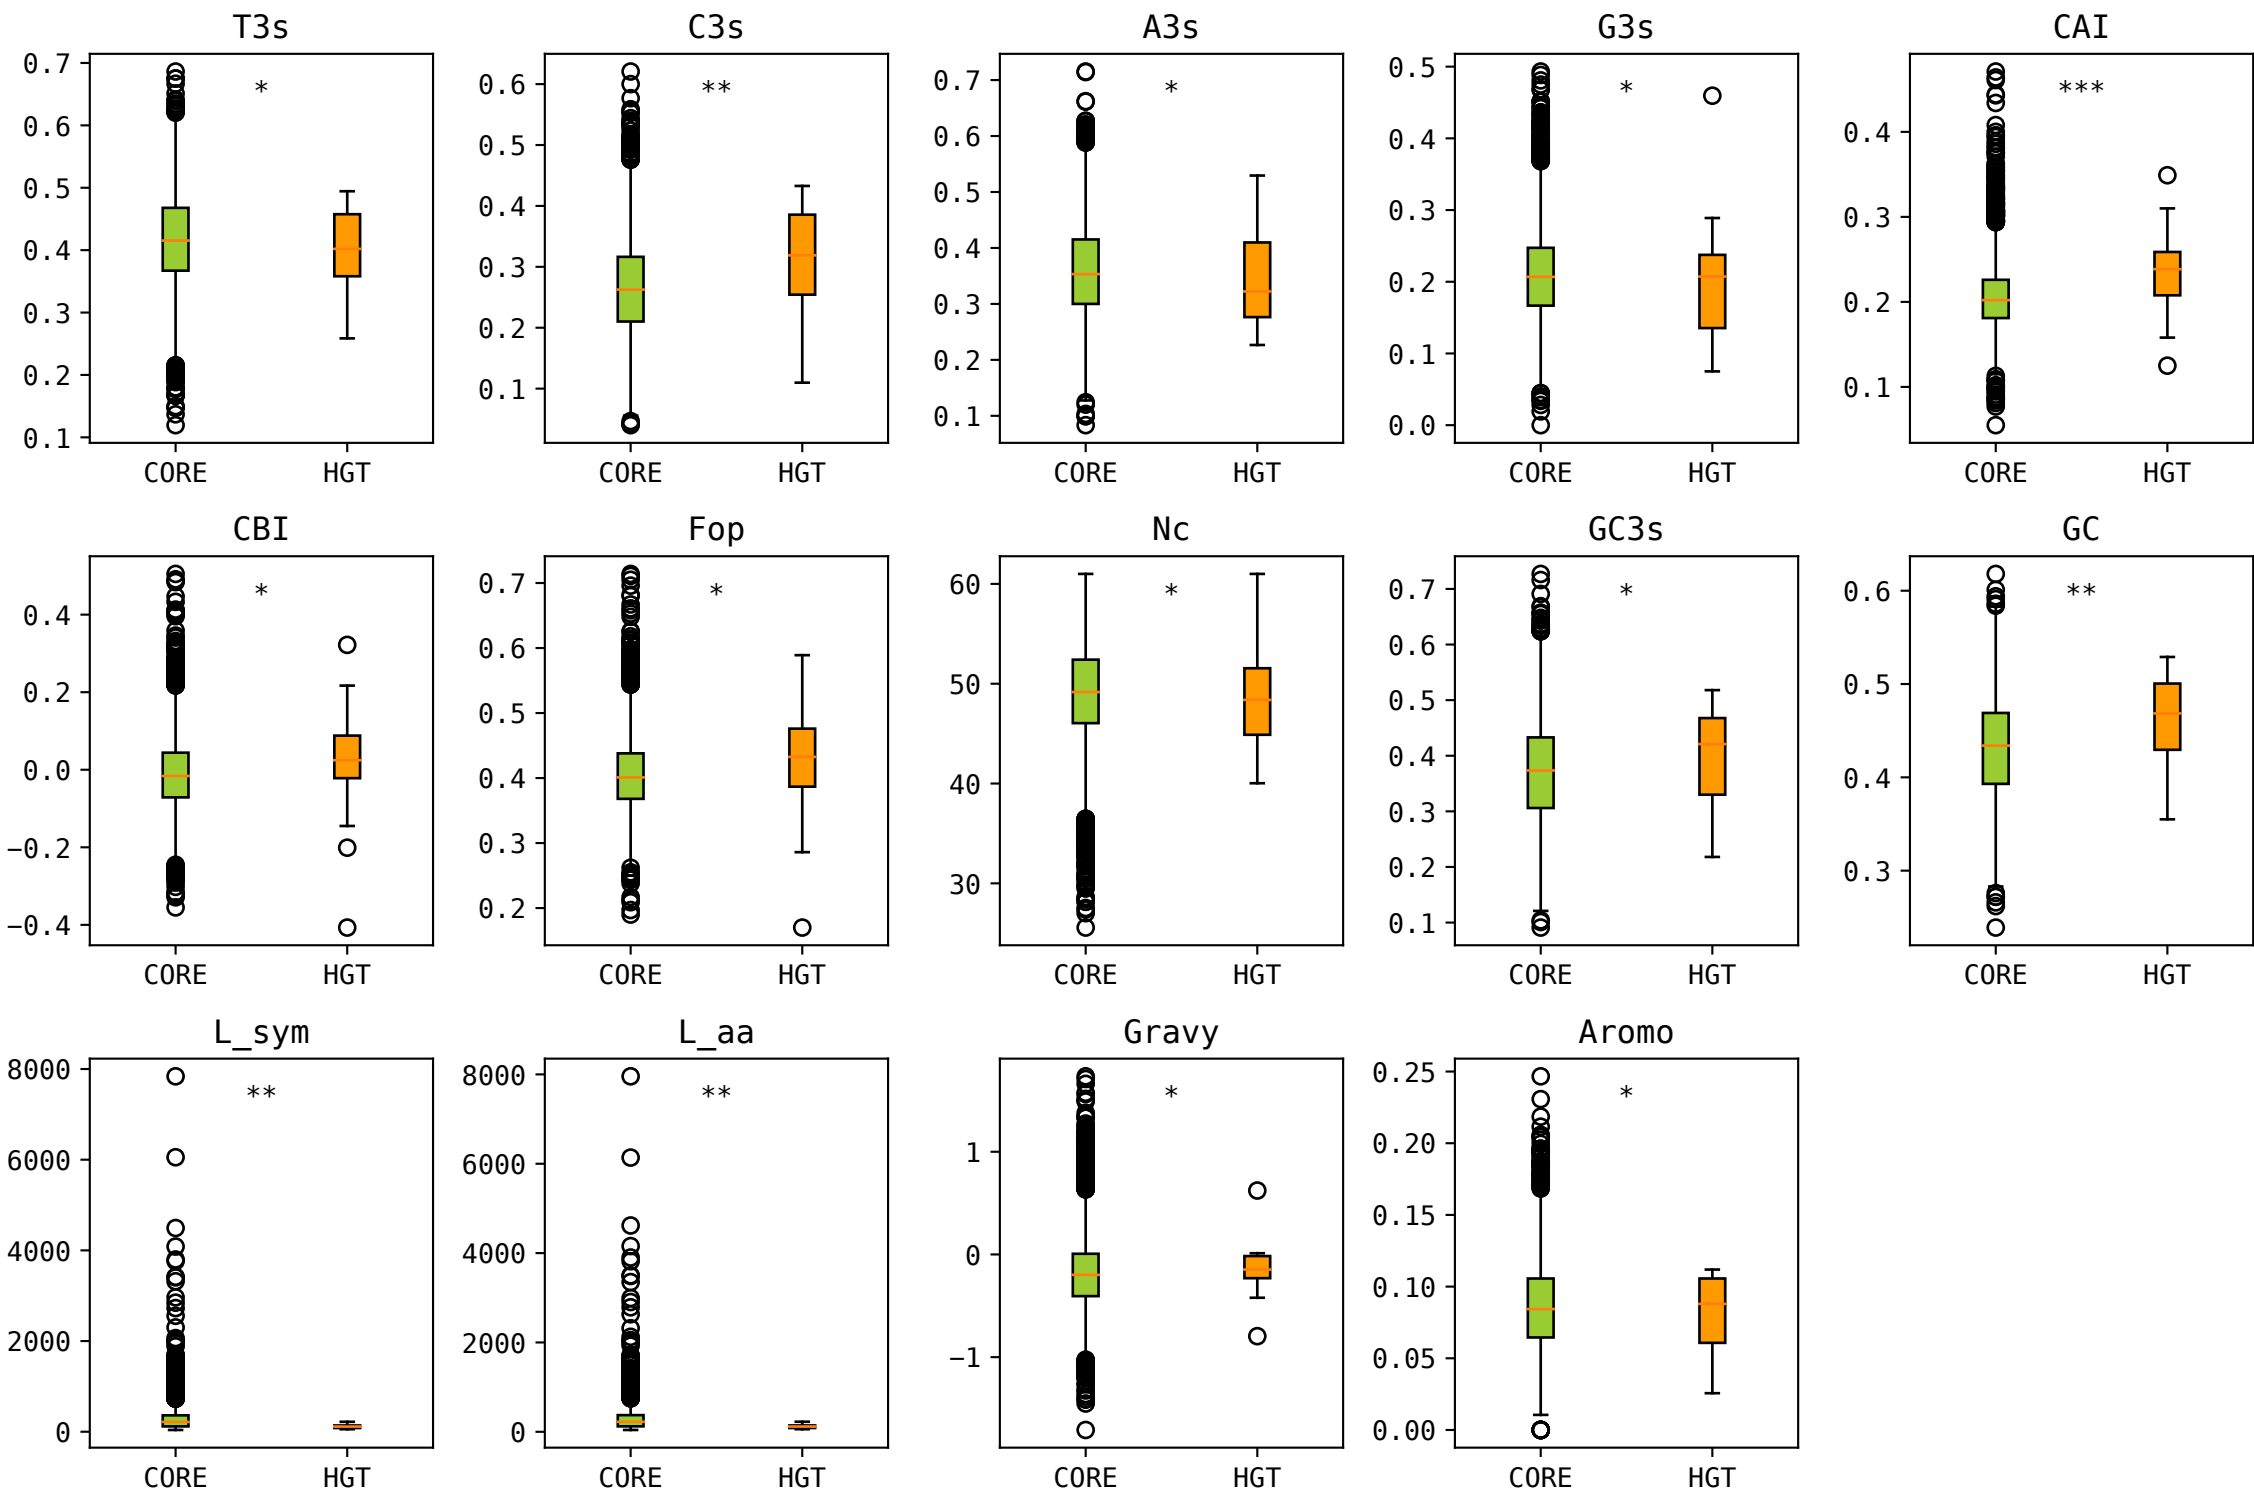 T3s
C3s
A3s
G3s
CAI
0.7
0.6
0.5
0.4
0.3
0.2
0.1
*
CORE
HGT
0.6
0.5
0.4
0.3
0.2
0.1
**
CORE
HGT
0.7
0.6
0.5
0.4
0.3
0.2
0.1
*
CORE
HGT
0.5
0.4
0.3
0.2
0.1
0.0
*
CORE
HGT
0.4
0.3
0.2
0.1
***
CORE
HGT
CBI
Fop
Nc
GC3s
GC
0.4
0.2
0.0
−0.2
−0.4
*
CORE
HGT
0.7
0.6
0.5
0.4
0.3
0.2
*
CORE
HGT
60
50
40
30
*
CORE
HGT
0.7
0.6
0.5
0.4
0.3
0.2
0.1
*
CORE
HGT
0.6
0.5
0.4
0.3
**
CORE
HGT
L_sym
L_aa
Gravy
Aromo
8000
6000
4000
2000
0
**
CORE
HGT
8000
6000
4000
2000
0
**
CORE
HGT
1
0
−1
*
CORE
HGT
0.25
0.20
0.15
0.10
0.05
0.00
*
CORE
HGT